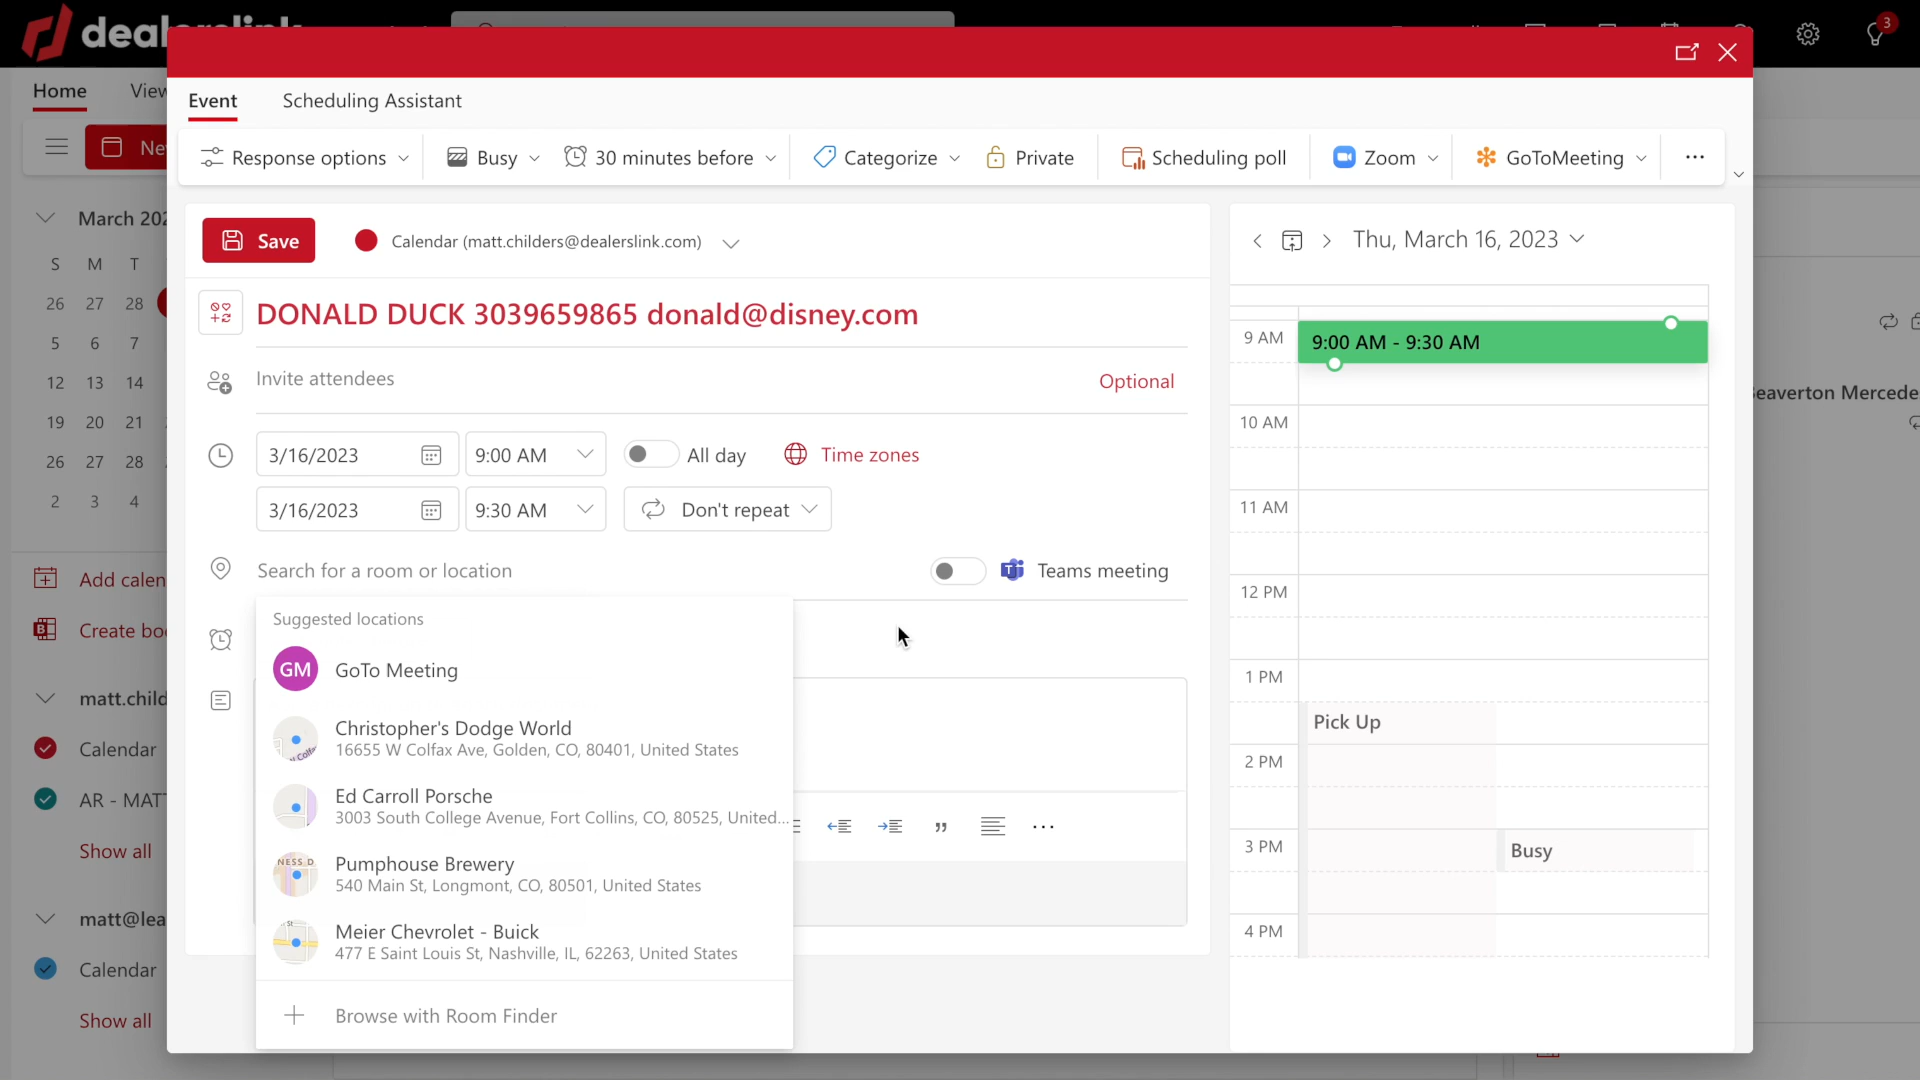 3
Home View
Event Scheduling Assistant
Response options Busy 30 minutes before Categorize Private Scheduling poll Zoom GoToMeeting ...
Save Calendar (matt.childers@dealerslink.com)
Thu, March 16, 2023
S M T
26 27 28
5 6 7
12 13 14
19 20 21
26 27 28
2 3 4
DONALD DUCK 3039659865 donald@disney.com
Invite attendees Optional
3/16/2023 9:00 AM All day Time zones
3/16/2023 9:30 AM Don't repeat
Search for a room or location Teams meeting
Suggested locations
GM GoTo Meeting
Christopher's Dodge World
16655 W Colfax Ave, Golden, CO, 80401, United States
Ed Carroll Porsche
3003 South College Avenue, Fort Collins, CO, 80525, United...
Pumphouse Brewery
540 Main St, Longmont, CO, 80501, United States
Meier Chevrolet - Buick
477 E Saint Louis St, Nashville, IL, 62263, United States
Browse with Room Finder
Add calen
Create boo
matt.child
Calendar
AR - MATT
Show all
matt@lea
Calendar
Show all
9 AM 9:00 AM - 9:30 AM
10 AM
11 AM
12 PM
1 PM
Pick Up
2 PM
3 PM Busy
4 PM
eaverton Mercede